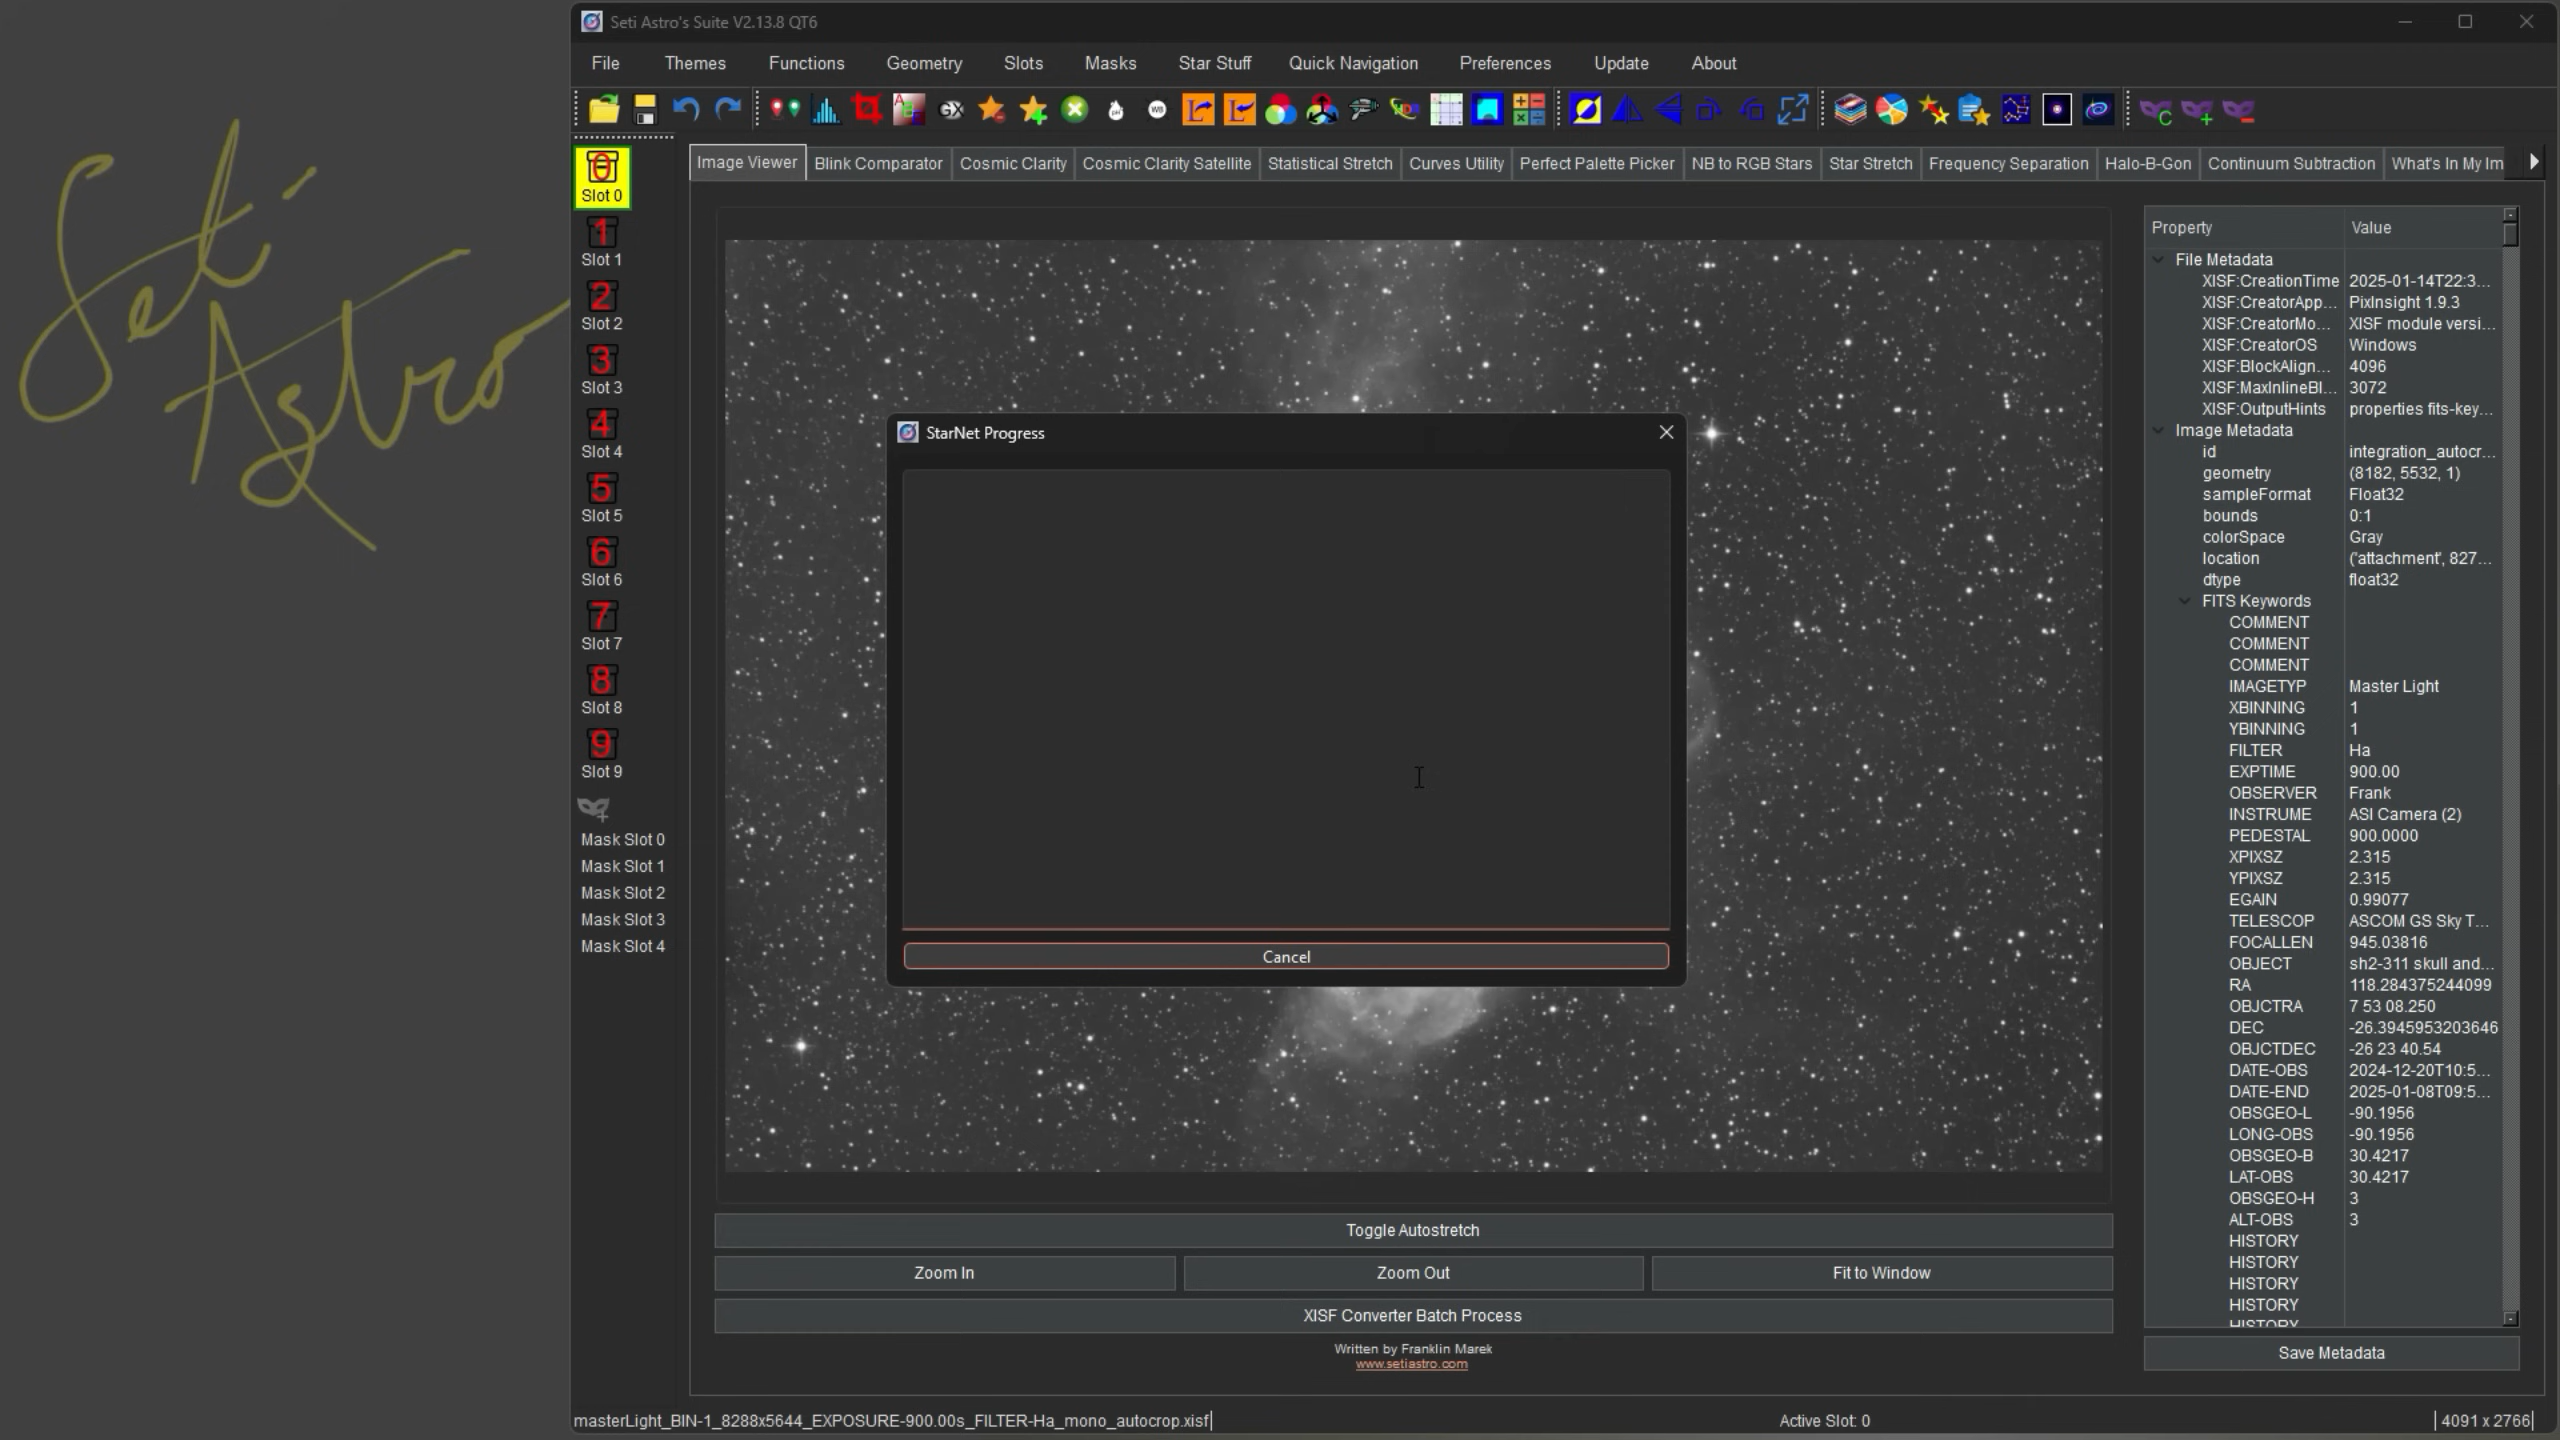 Seti
Astro
Seti Astro's Suite V2.13.8 QT6
File Themes Functions Geometry Slots Masks Star Stuff Quick Navigation Preferences Update About
0
Slot 0
1
Slot 1
2
Slot 2
3
Slot 3
4
Slot 4
5
Slot 5
6
Slot 6
7
Slot 7
8
Slot 8
9
Slot 9
Mask Slot 0
Mask Slot 1
Mask Slot 2
Mask Slot 3
Mask Slot 4
Image Viewer Blink Comparator Cosmic Clarity Cosmic Clarity Satellite Statistical Stretch Curves Utility Perfect Palette Picker NB to RGB Stars Star Stretch Frequency Separation Halo-B-Gon Continuum Subtraction What's In My Im
StarNet Progress
Cancel
Toggle Autostretch
Zoom In Zoom Out Fit to Window
XISF Converter Batch Process
Written by Franklin Marek
www.setiastro.com
Property Value
File Metadata
XISF:CreationTime 2025-01-14T22:3...
XISF:CreatorApp... PixInsight 1.9.3
XISF:CreatorMo... XISF module versi...
XISF:CreatorOS Windows
XISF:BlockAlign... 4096
XISF:MaxInlineBl... 3072
XISF:OutputHints properties fits-key...
Image Metadata
id integration_autocr...
geometry (8182, 5532, 1)
sampleFormat Float32
bounds 0:1
colorSpace Gray
location ('attachment', 827...
dtype float32
FITS Keywords
COMMENT
COMMENT
COMMENT
IMAGETYP Master Light
XBINNING 1
YBINNING 1
FILTER Ha
EXPTIME 900.00
OBSERVER Frank
INSTRUME ASI Camera (2)
PEDESTAL 900.0000
XPIXSZ 2.315
YPIXSZ 2.315
EGAIN 0.99077
TELESCOP ASCOM GS Sky T...
FOCALLEN 945.03816
OBJECT sh2-311 skull and...
RA 118.284375244099
OBJCTRA 7 53 08.250
DEC -26.3945953203646
OBJCTDEC -26 23 40.54
DATE-OBS 2024-12-20T10:5...
DATE-END 2025-01-08T09:5...
OBSGEO-L -90.1956
LONG-OBS -90.1956
OBSGEO-B 30.4217
LAT-OBS 30.4217
OBSGEO-H 3
ALT-OBS 3
HISTORY
HISTORY
HISTORY
HISTORY
HISTORY
Save Metadata
masterLight_BIN-1_8288x5644_EXPOSURE-900.00s_FILTER-Ha_mono_autocrop.xisf Active Slot: 0 4091 x 2766